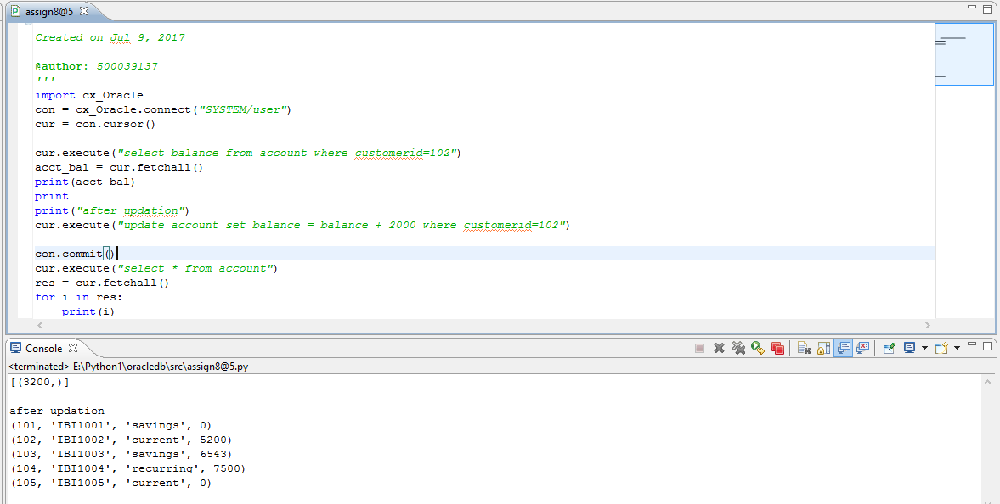 assign8@5
Created on Jul 9, 2017
@author: 500039137
'''
import cx_Oracle
con = cx_Oracle.connect("SYSTEM/user")
cur = con.cursor()
cur.execute("select balance from account where customerid=102")
acct_bal = cur.fetchall()
print(acct_bal)
print
print("after updation")
cur.execute("update account set balance = balance + 2000 where customerid=102")
con.commit()
cur.execute("select * from account")
res = cur.fetchall()
for i in res:
    print(i)
Console
<terminated> E:\Python1\oracledb\src\assign8@5.py
[(3200,)]
after updation
(101, 'IBI1001', 'savings', 0)
(102, 'IBI1002', 'current', 5200)
(103, 'IBI1003', 'savings', 6543)
(104, 'IBI1004', 'recurring', 7500)
(105, 'IBI1005', 'current', 0)